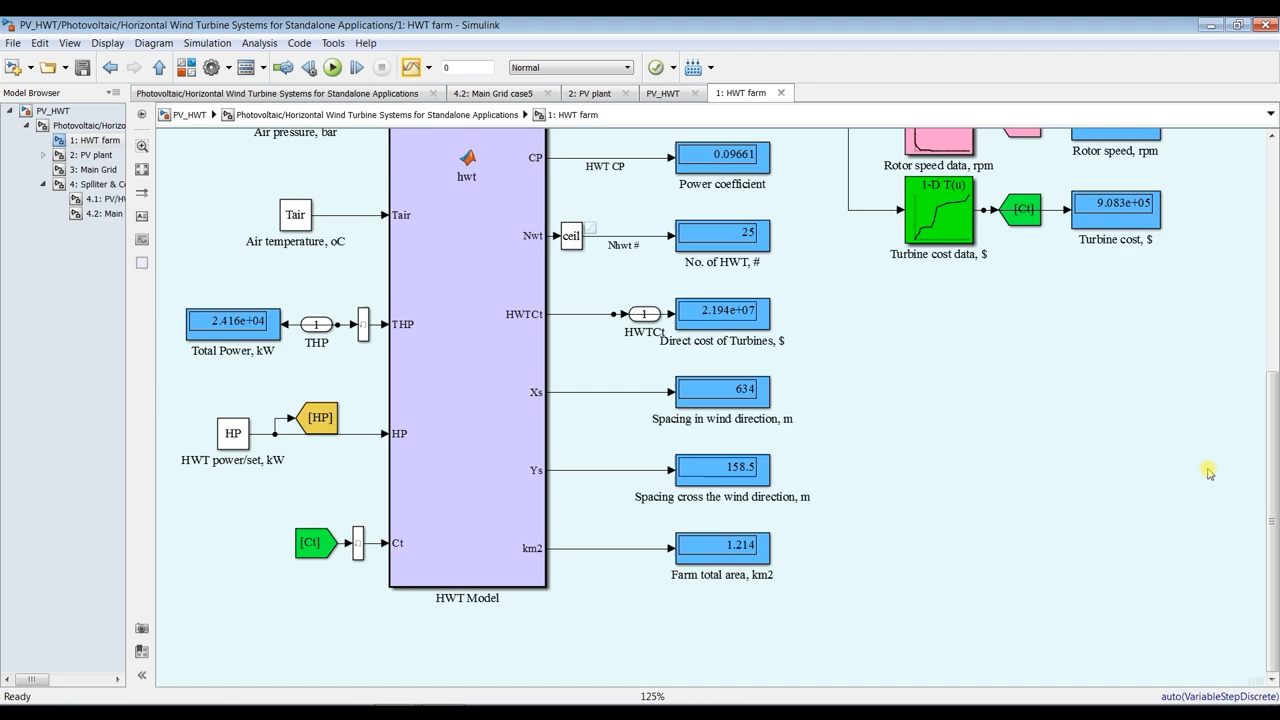 PV_HWT/Photovoltaic/Horizontal Wind Turbine Systems for Standalone Applications/1: HWT farm - Simulink
File Edit View Display Diagram Simulation Analysis Code Tools Help
0
Normal
Model Browser
Photovoltaic/Horizontal Wind Turbine Systems for Standalone Applications
4.2: Main Grid case5
2: PV plant
PV_HWT
1: HWT farm
PV_HWT
Photovoltaic/Horizo
1: HWT farm
2: PV plant
3: Main Grid
4: Spliiter & C
4.1: PV/H
4.2: Main
PV_HWT
Photovoltaic/Horizontal Wind Turbine Systems for Standalone Applications
1: HWT farm
Air pressure, bar
hwt
CP
HWT CP
0.09661
Power coefficient
Rotor speed data, rpm
Rotor speed, rpm
Tair
Tair
Air temperature, oC
Nwt
ceil
Nhwt #
25
No. of HWT, #
1-D T(u)
[Ct]
9.083e+05
Turbine cost data, $
Turbine cost, $
2.416e+04
Total Power, kW
1
THP
THP
HWTCt
1
HWTCt
2.194e+07
Direct cost of Turbines, $
Xs
634
Spacing in wind direction, m
[HP]
HP
HP
HWT power/set, kW
Ys
158.5
Spacing cross the wind direction, m
[Ct]
Ct
km2
1.214
Farm total area, km2
HWT Model
Ready
125%
auto(VariableStepDiscrete)